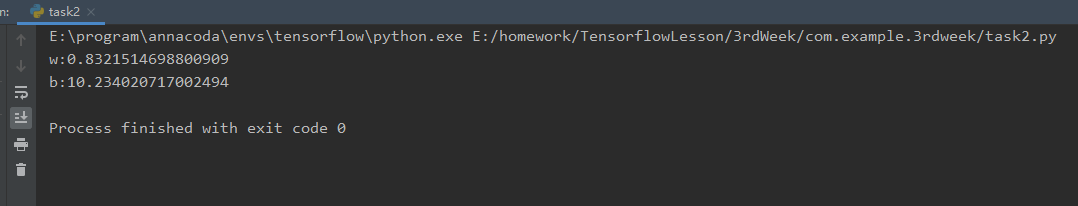 n:
task2
E:\program\annacoda\envs\tensorflow\python.exe E:/homework/TensorflowLesson/3rdWeek/com.example.3rdweek/task2.py
w:0.8321514698800909
b:10.234020717002494
Process finished with exit code 0